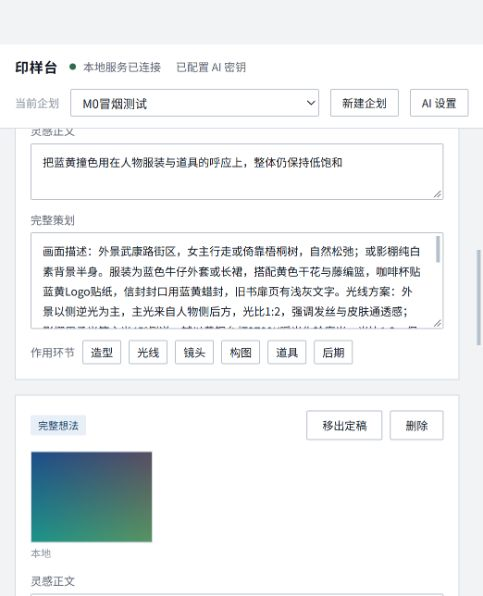 印样台 本地服务已连接 已配置 AI 密钥
当前企划 M0冒烟测试 新建企划 AI 设置
灵感正文
把蓝黄撞色用在人物服装与道具的呼应上，整体仍保持低饱和
完整策划
画面描述：外景武康路街区，女主行走或倚靠梧桐树，自然松弛；或影棚纯白
素背景半身。服装为蓝色牛仔外套或长裙，搭配黄色干花与藤编篮，咖啡杯贴
蓝黄Logo贴纸，信封封口用蓝黄蜡封，旧书扉页有浅灰文字。光线方案：外
景以侧逆光为主，主光来自人物侧后方，光比1:2，强调发丝与皮肤通透感；
作用环节 造型 光线 镜头 构图 道具 后期
完整想法 移出定稿 删除
本地
灵感正文